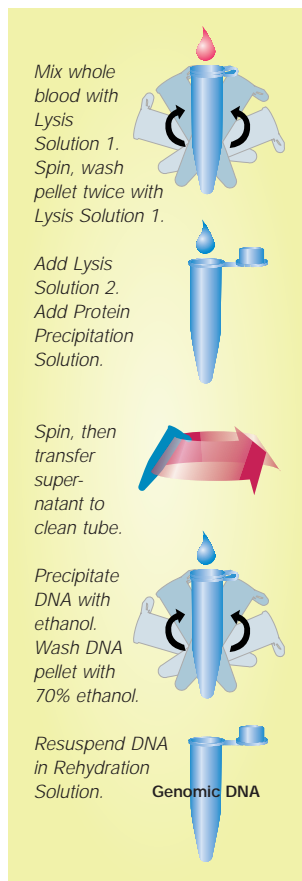 Mix whole
blood with
Lysis
Solution 1.
Spin, wash
pellet twice with
Lysis Solution 1.
Add Lysis
Solution 2.
Add Protein
Precipitation
Solution.
Spin, then
transfer
super-
natant to
clean tube.
Precipitate
DNA with
ethanol.
Wash DNA
pellet with
70% ethanol.
Resuspend DNA
in Rehydration
Solution.
Genomic DNA